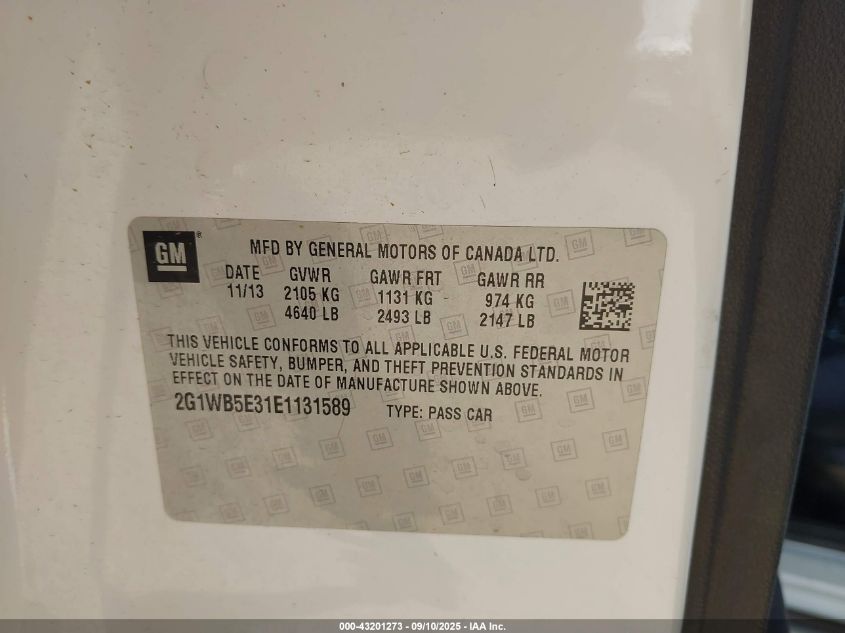 GM ®
MFD BY GENERAL MOTORS OF CANADA LTD.
DATE GVWR GAWR FRT GAWR RR
11/13 2105 KG 1131 KG 974 KG
4640 LB 2493 LB 2147 LB
THIS VEHICLE CONFORMS TO ALL APPLICABLE U.S. FEDERAL MOTOR
VEHICLE SAFETY, BUMPER, AND THEFT PREVENTION STANDARDS IN
EFFECT ON THE DATE OF MANUFACTURE SHOWN ABOVE.
2G1WB5E31E1131589 TYPE: PASS CAR
000-43201273 - 09/10/2025 - IAA Inc.